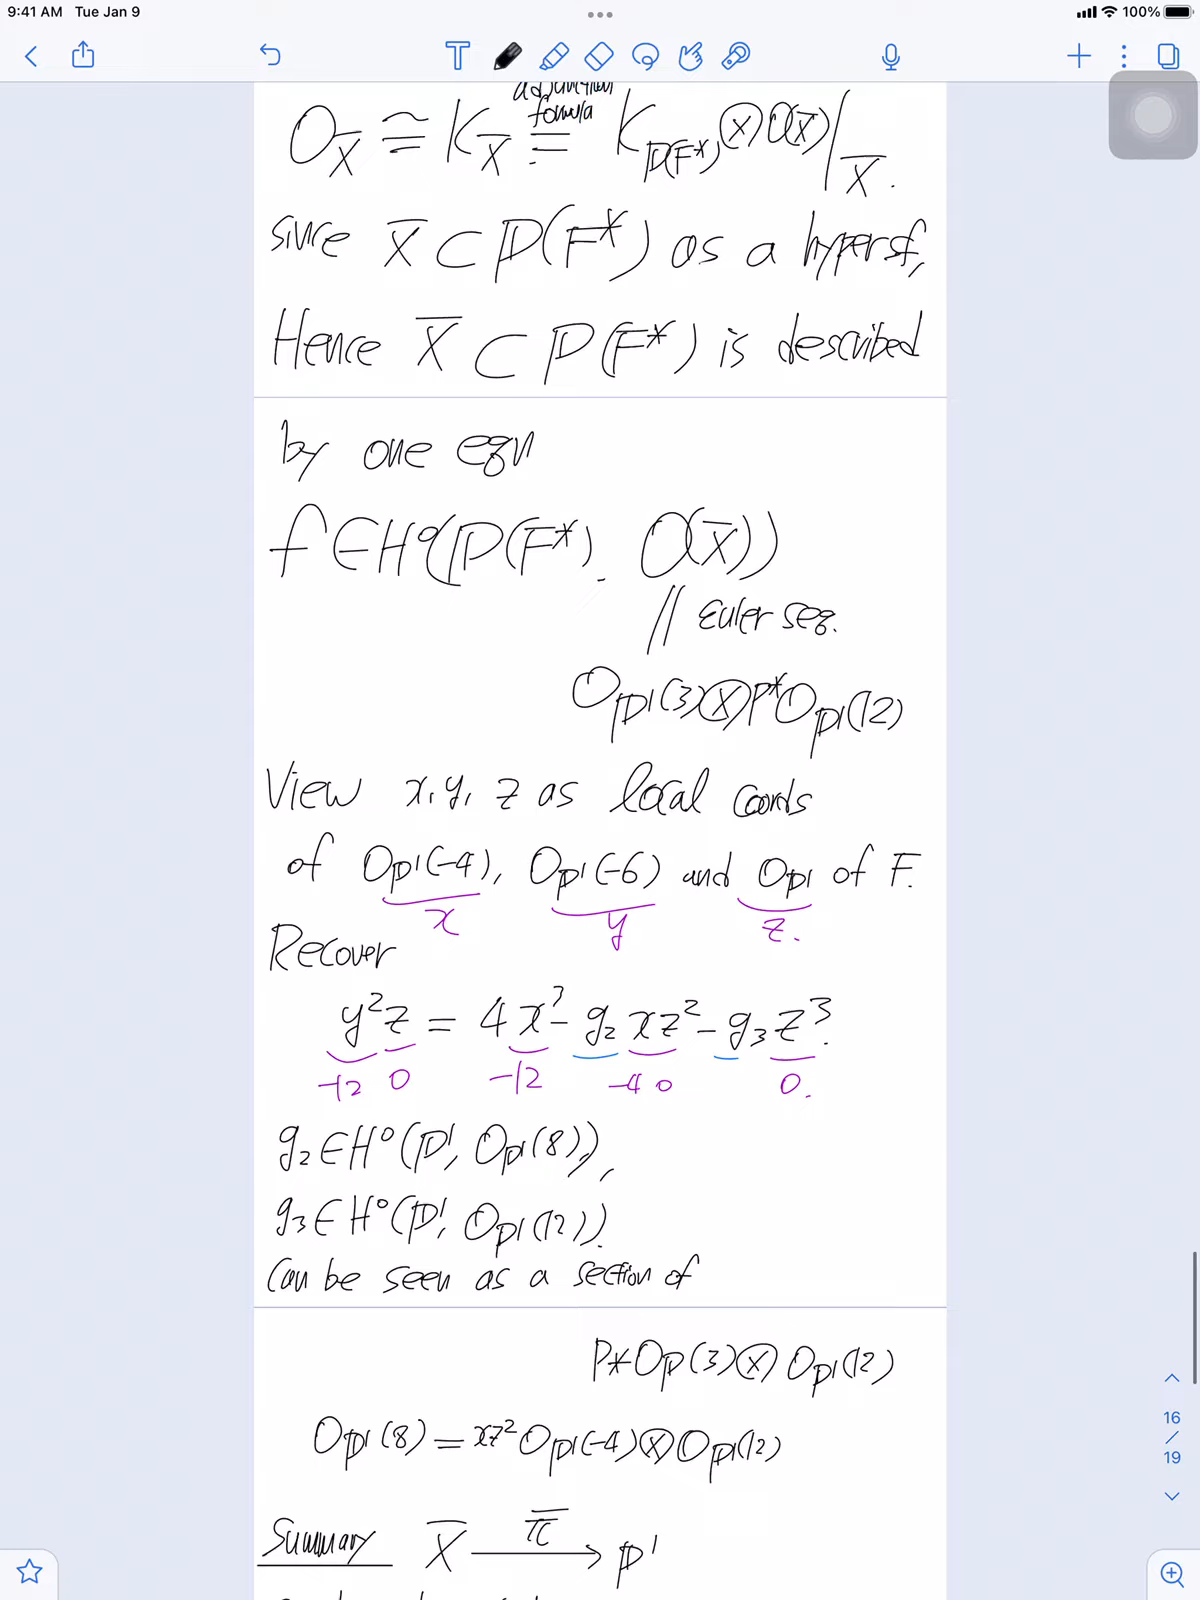 9:41 AM Tue Jan 9
100%
adjunction
formula
O_X̅ ≅ K_X̅ = K_P(F*) ⊗ O(X̅)|_X̅.
since X̅ ⊂ P(F*) as a hypersf,
Hence X̅ ⊂ P(F*) is described
by one eqn
f ∈ H⁰(P(F*), O(X̅))
// Euler seq.
O_P1(3) ⊗ P*O_P1(12)
View x, y, z as local coords
of O_P1(-4), O_P1(-6) and O_P1 of F.
x y z.
Recover
y²z = 4x³ - g₂xz² - g₃z³.
-12 0 -12 -4 0 0.
g₂ ∈ H⁰(P¹, O_P1(8)),
g₃ ∈ H⁰(P¹, O_P1(12)).
Can be seen as a section of
P*O_P(3) ⊗ O_P1(12)
O_P1(8) = xz² O_P1(-4) ⊗ O_P1(12)
Summary X̅ → P¹
π̅
16
/
19